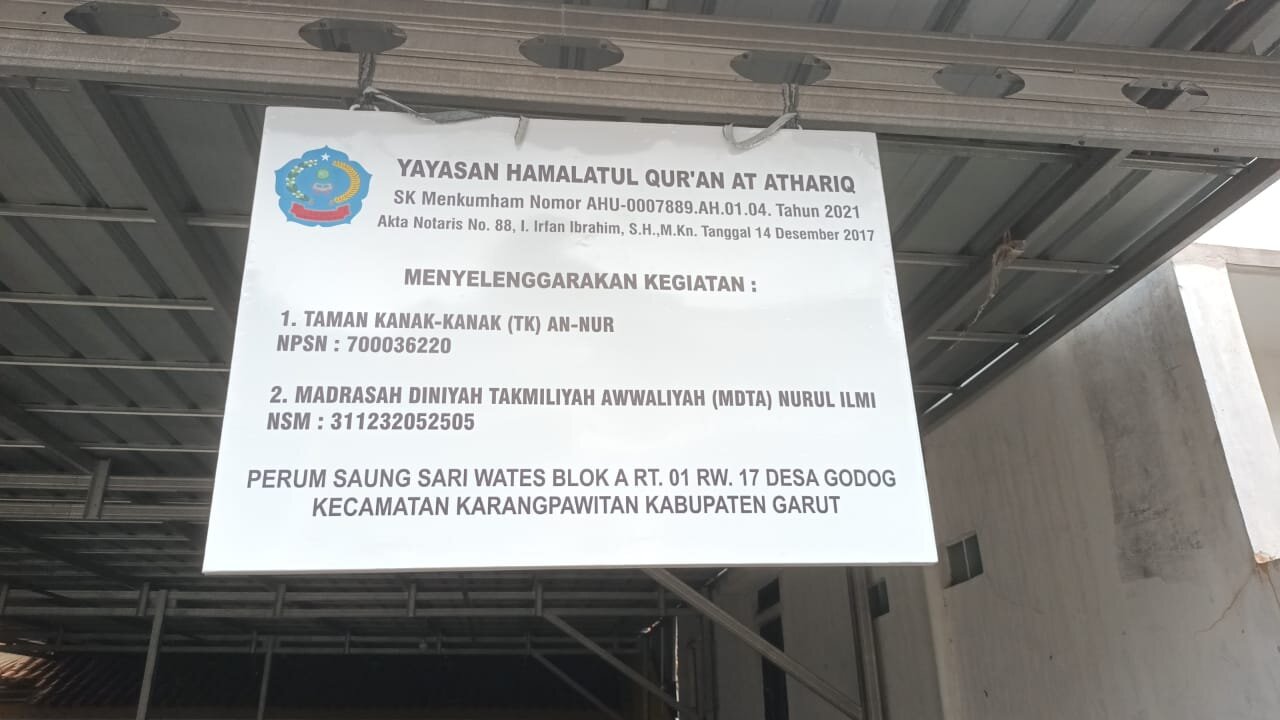 YAYASAN HAMALATUL QUR'AN AT ATHARIQ
SK Menkumham Nomor AHU-0007889.AH.01.04. Tahun 2021
Akta Notaris No. 88, I. Irfan Ibrahim, S.H.,M.Kn. Tanggal 14 Desember 2017
MENYELENGGARAKAN KEGIATAN :
1. TAMAN KANAK-KANAK (TK) AN-NUR
NPSN : 700036220
2. MADRASAH DINIYAH TAKMILIYAH AWWALIYAH (MDTA) NURUL ILMI
NSM : 311232052505
PERUM SAUNG SARI WATES BLOK A RT. 01 RW. 17 DESA GODOG
KECAMATAN KARANGPAWITAN KABUPATEN GARUT